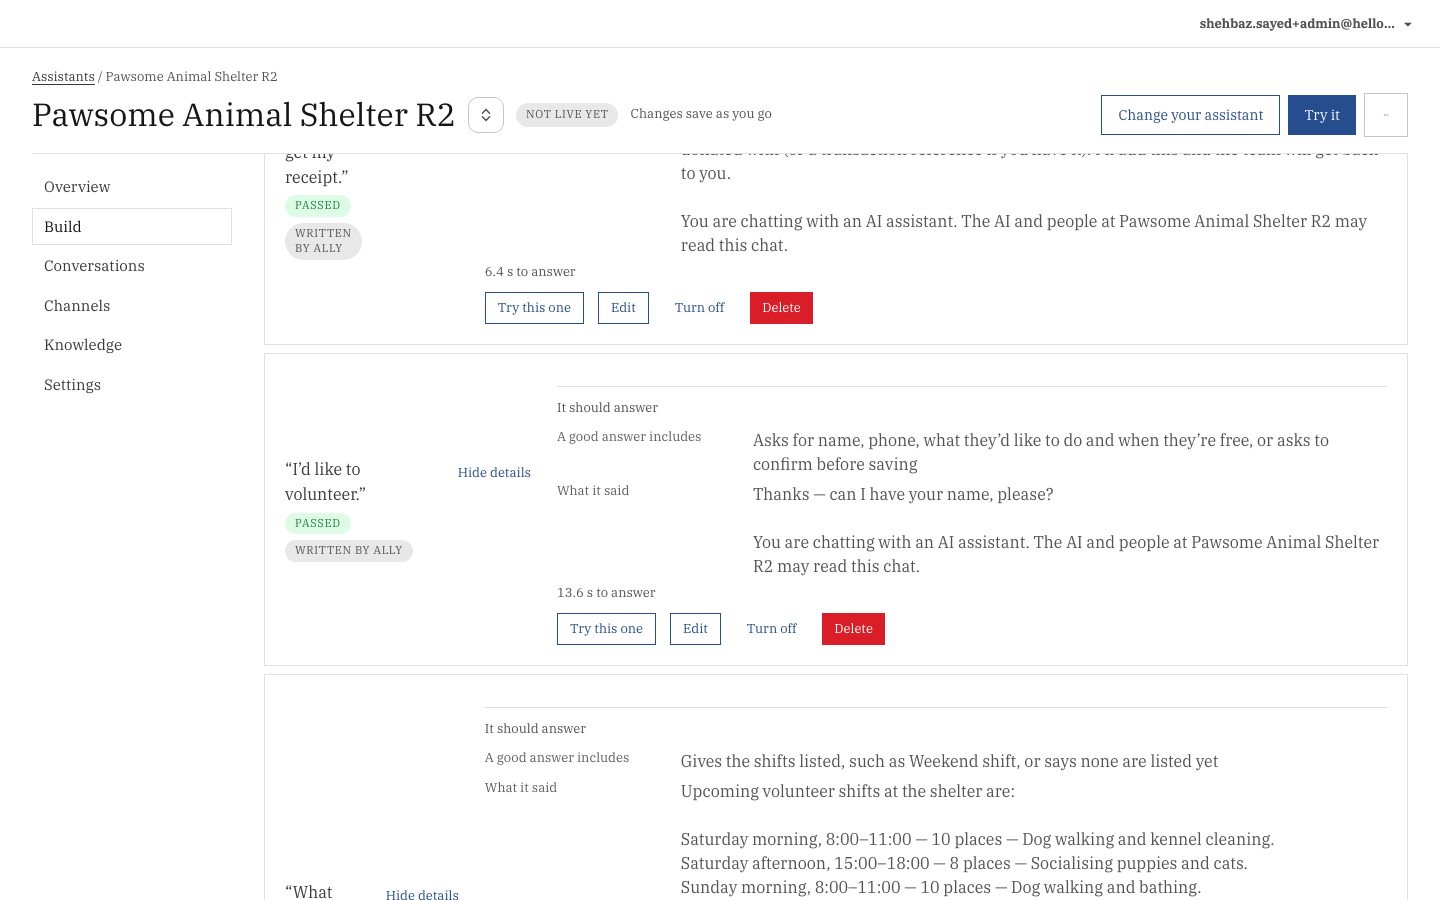 shehbaz.sayed+admin@hello...
Assistants / Pawsome Animal Shelter R2
Pawsome Animal Shelter R2
NOT LIVE YET
Changes save as you go
Change your assistant
Try it
Overview
Build
Conversations
Channels
Knowledge
Settings
get my
receipt.”
PASSED
WRITTEN
BY ALLY
to you.
You are chatting with an AI assistant. The AI and people at Pawsome Animal Shelter R2 may
read this chat.
6.4 s to answer
Try this one
Edit
Turn off
Delete
“I’d like to
volunteer.”
PASSED
WRITTEN BY ALLY
Hide details
It should answer
A good answer includes
Asks for name, phone, what they’d like to do and when they’re free, or asks to
confirm before saving
What it said
Thanks — can I have your name, please?
You are chatting with an AI assistant. The AI and people at Pawsome Animal Shelter
R2 may read this chat.
13.6 s to answer
Try this one
Edit
Turn off
Delete
“What
Hide details
It should answer
A good answer includes
Gives the shifts listed, such as Weekend shift, or says none are listed yet
What it said
Upcoming volunteer shifts at the shelter are:
Saturday morning, 8:00–11:00 — 10 places — Dog walking and kennel cleaning.
Saturday afternoon, 15:00–18:00 — 8 places — Socialising puppies and cats.
Sunday morning, 8:00–11:00 — 10 places — Dog walking and bathing.